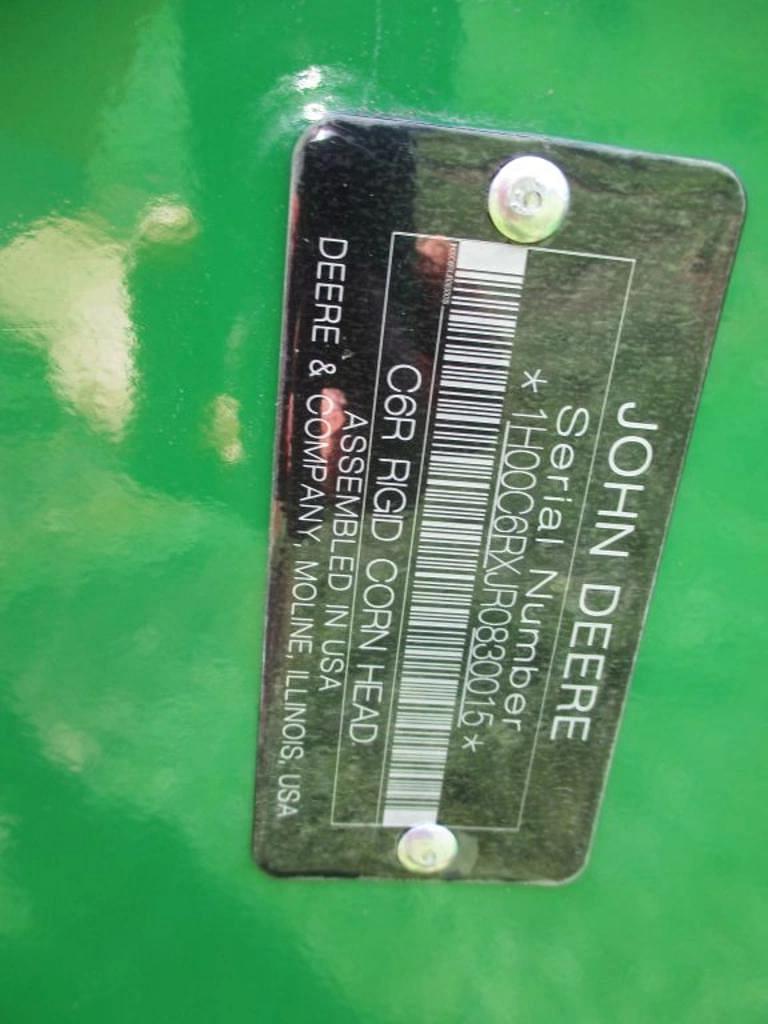 JOHN DEERE
Serial Number
*1H00C6RXJR0830015*
C6R RIGID CORN HEAD
ASSEMBLED IN USA
DEERE & COMPANY, MOLINE, ILLINOIS, USA